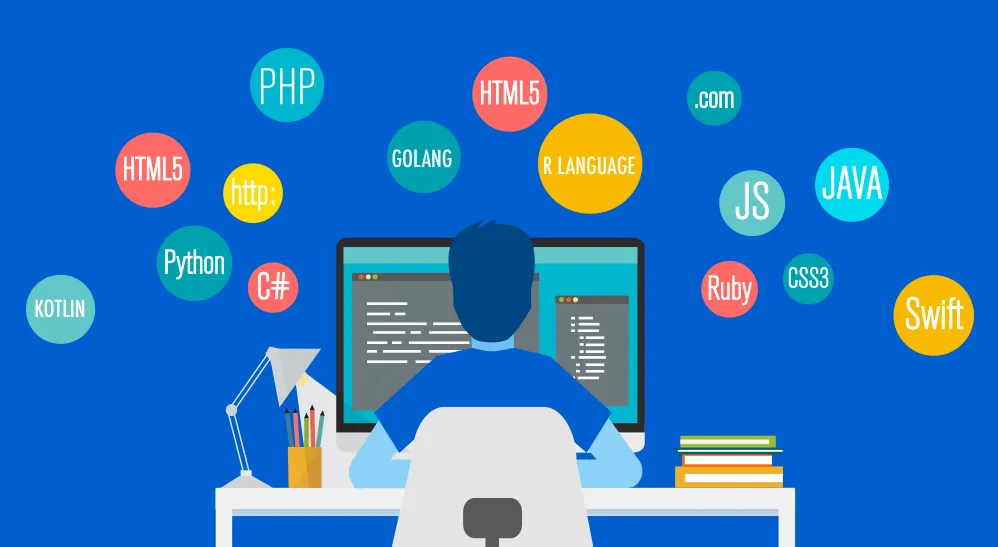 PHP
HTML5
.com
GOLANG
R LANGUAGE
HTML5
http:
JS
JAVA
Python
C#
Ruby
CSS3
KOTLIN
Swift